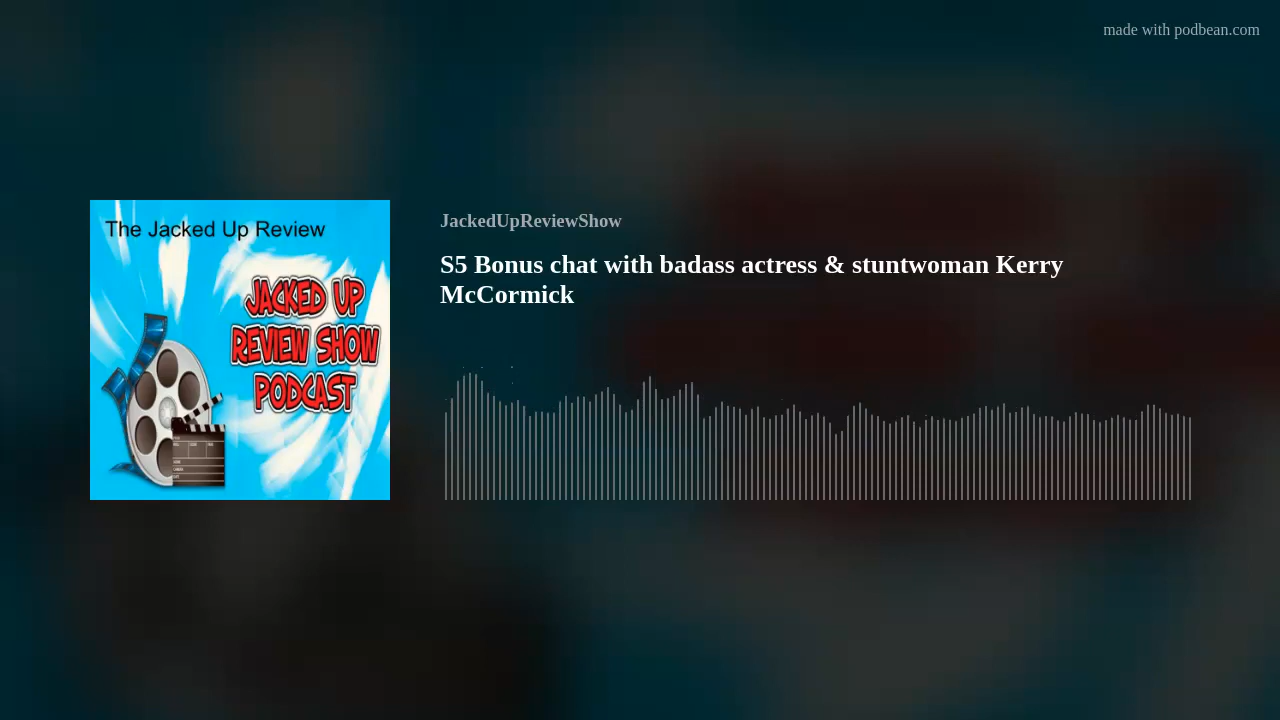 made with podbean.com
The Jacked Up Review
JACKED UP
REVIEW SHOW
PODCAST
JackedUpReviewShow
S5 Bonus chat with badass actress & stuntwoman Kerry
McCormick